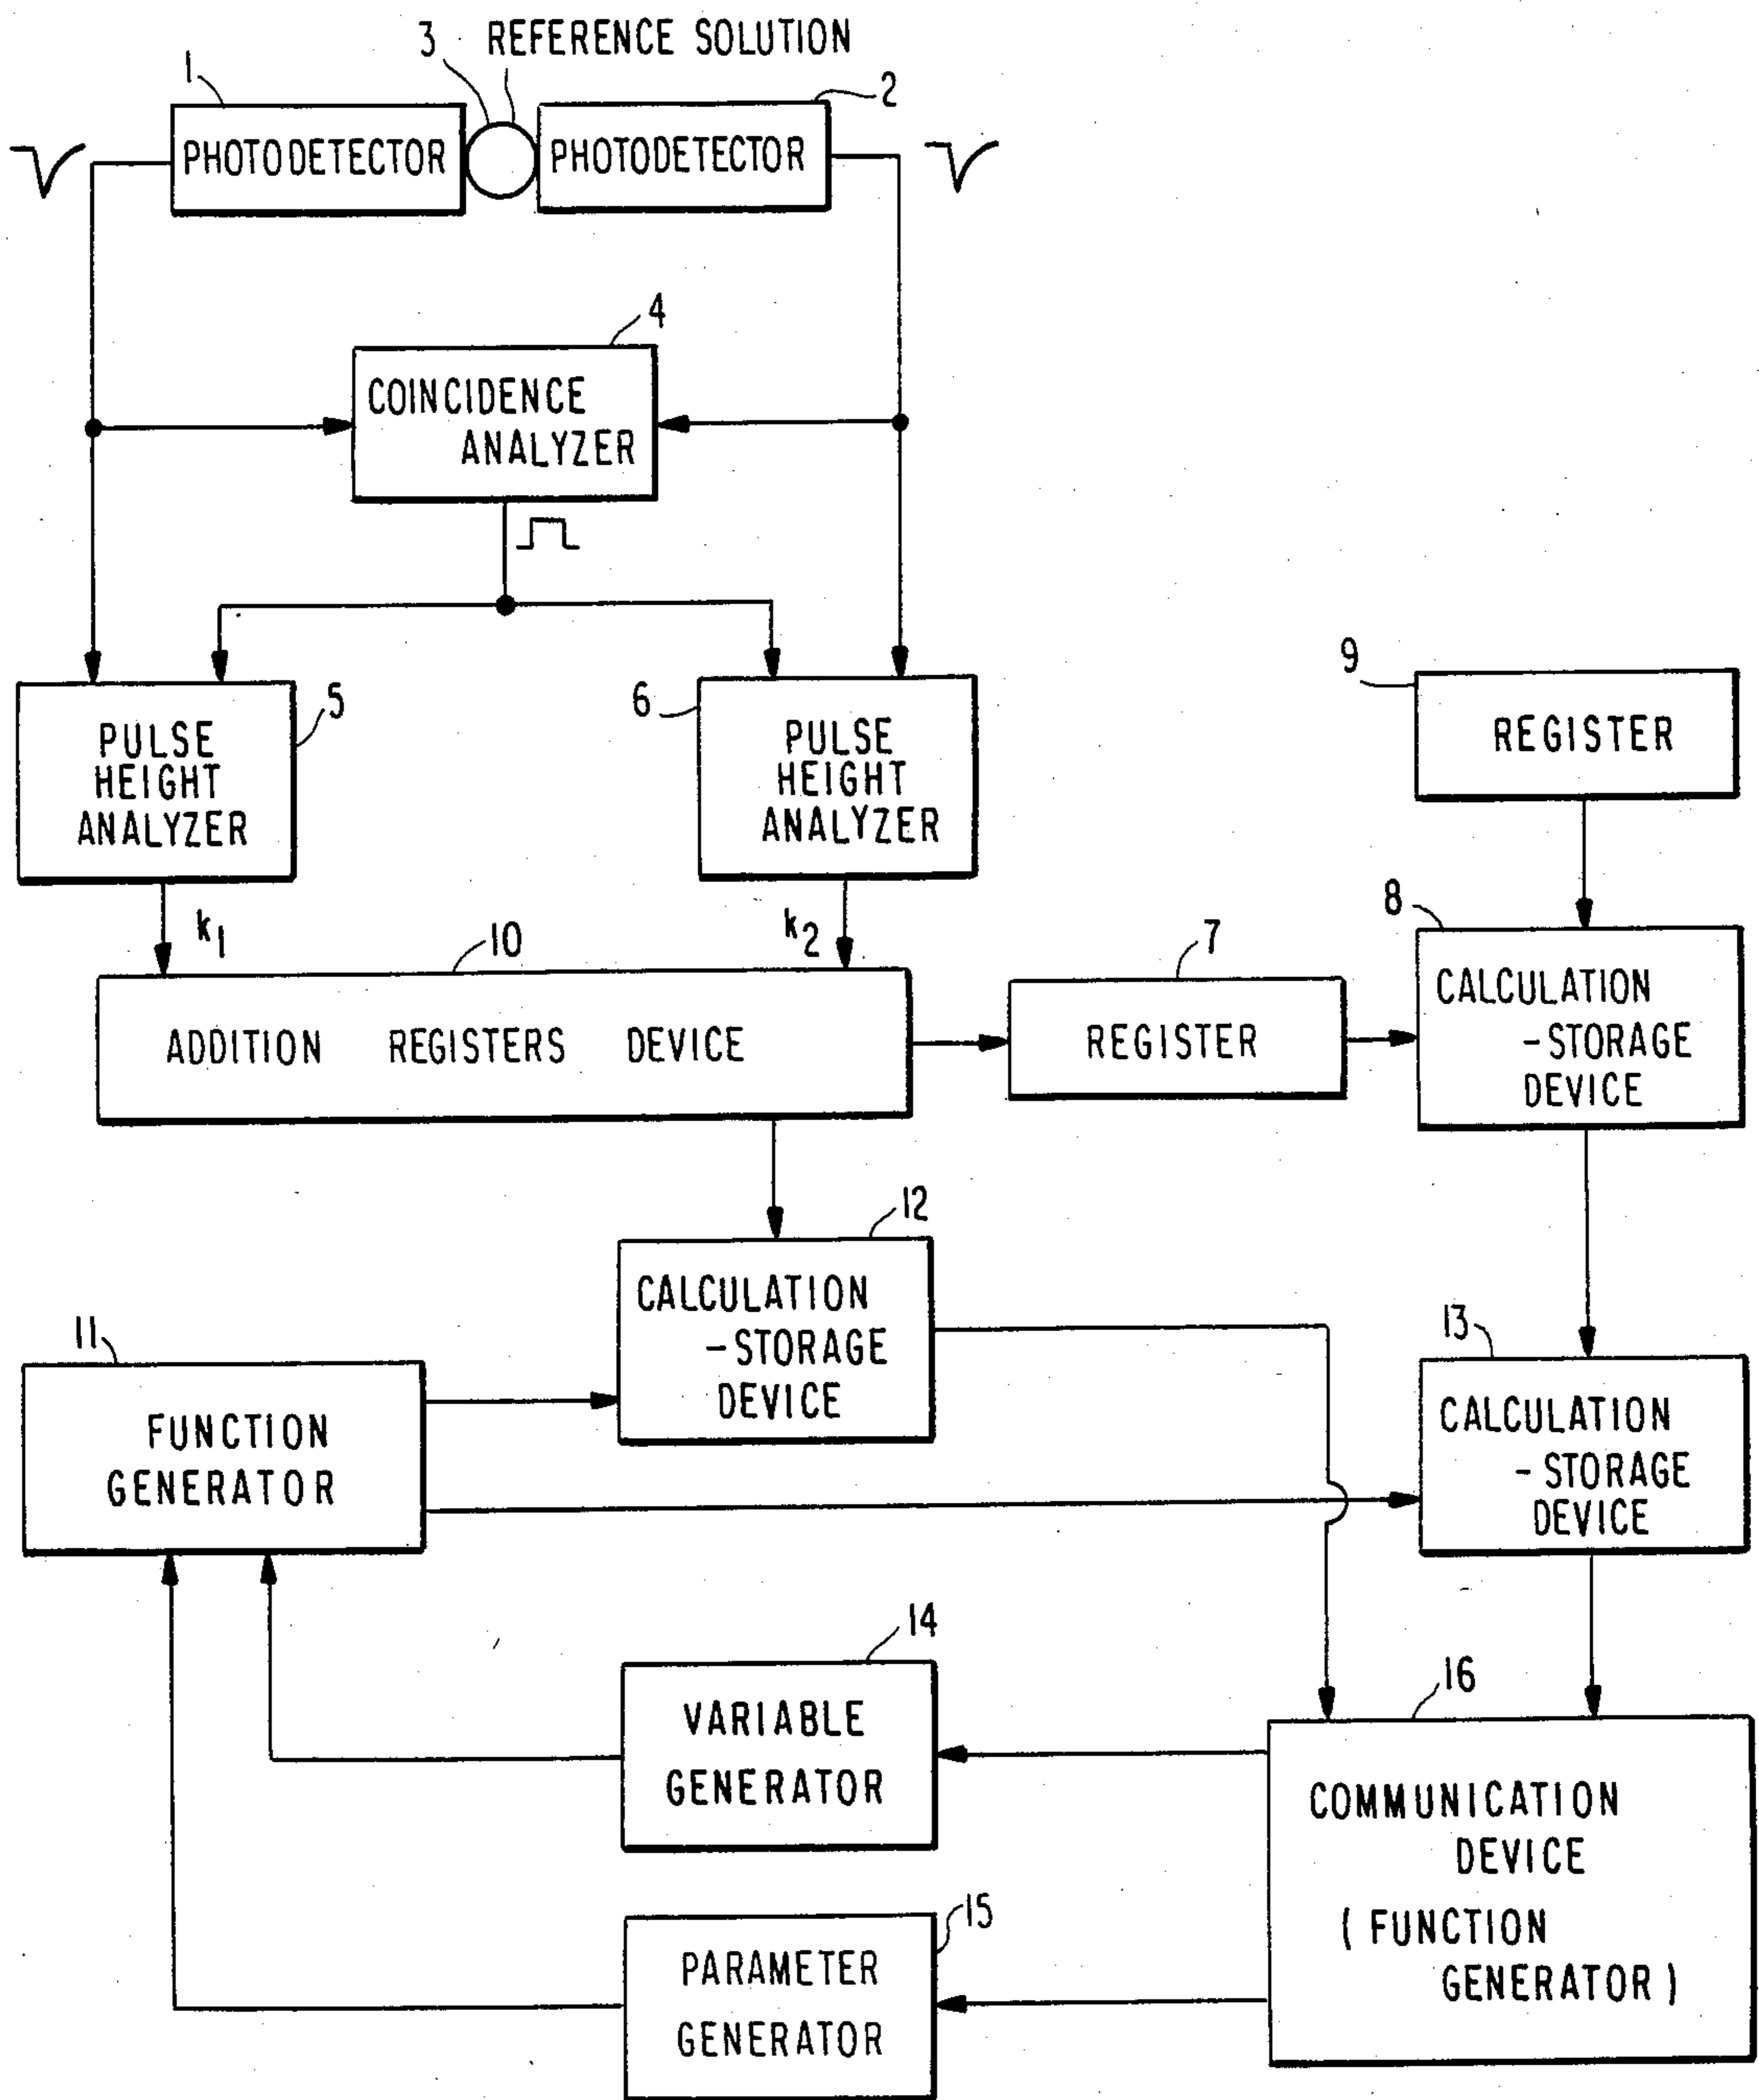 3 REFERENCE SOLUTION
1
2
PHOTODETECTOR
PHOTODETECTOR
4
COINCIDENCE
ANALYZER
5
PULSE
HEIGHT
ANALYZER
6
PULSE
HEIGHT
ANALYZER
9
REGISTER
k1
k2
10
ADDITION REGISTERS DEVICE
7
REGISTER
8
CALCULATION
-STORAGE
DEVICE
12
CALCULATION
-STORAGE
DEVICE
11
FUNCTION
GENERATOR
13
CALCULATION
-STORAGE
DEVICE
14
VARIABLE
GENERATOR
16
COMMUNICATION
DEVICE
(FUNCTION
GENERATOR)
15
PARAMETER
GENERATOR